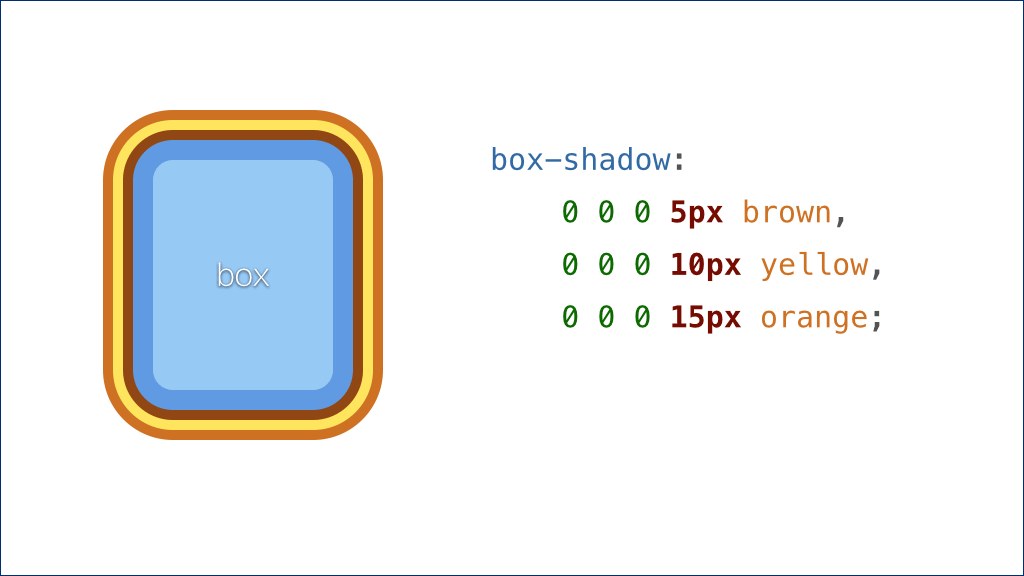 box
box-shadow:
0 0 0 5px brown,
0 0 0 10px yellow,
0 0 0 15px orange;